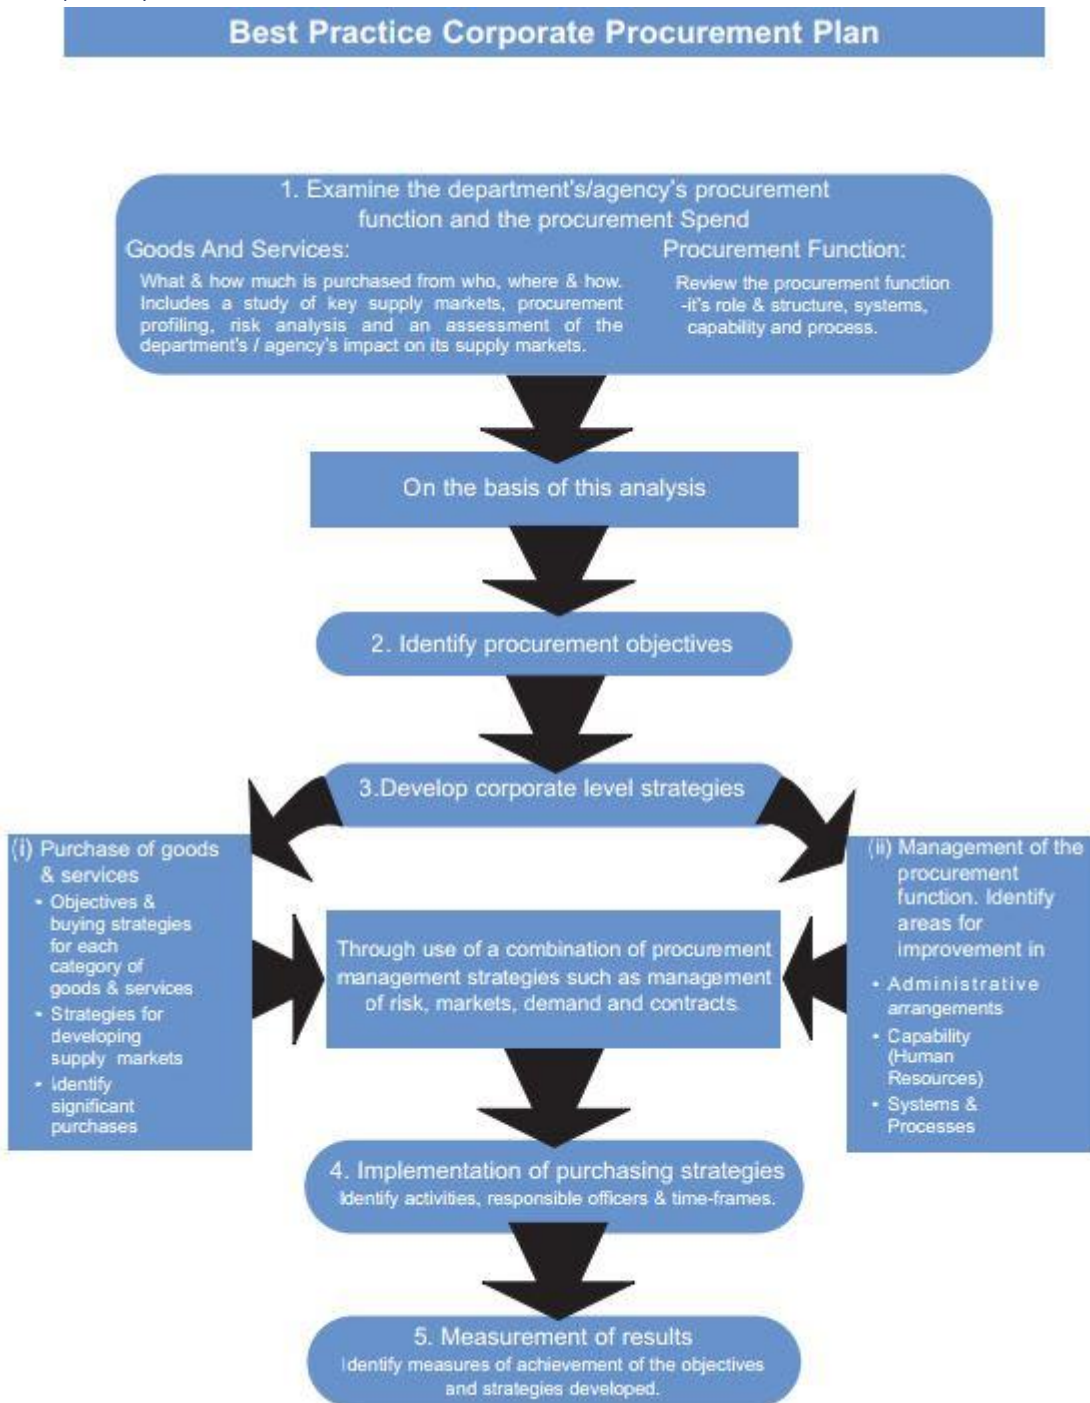 Best Practice Corporate Procurement Plan
1. Examine the department's/agency's procurement
function and the procurement Spend
Goods And Services:
What & how much is purchased from who, where & how.
Includes a study of key supply markets, procurement
profiling, risk analysis and an assessment of the
department's / agency's impact on its supply markets.
Procurement Function:
Review the procurement function
-it's role & structure, systems,
capability and process.
On the basis of this analysis
2. Identify procurement objectives
3.Develop corporate level strategies
(i) Purchase of goods
& services
• Objectives &
buying strategies
for each
category of
goods & services
• Strategies for
developing
supply markets
• Identify
significant
purchases
Through use of a combination of procurement
management strategies such as management
of risk, markets, demand and contracts.
(ii) Management of the
procurement
function. Identify
areas for
improvement in
• Administrative
arrangements
• Capability
(Human
Resources)
• Systems &
Processes
4. Implementation of purchasing strategies
Identify activities, responsible officers & time-frames.
5. Measurement of results
Identify measures of achievement of the objectives
and strategies developed.